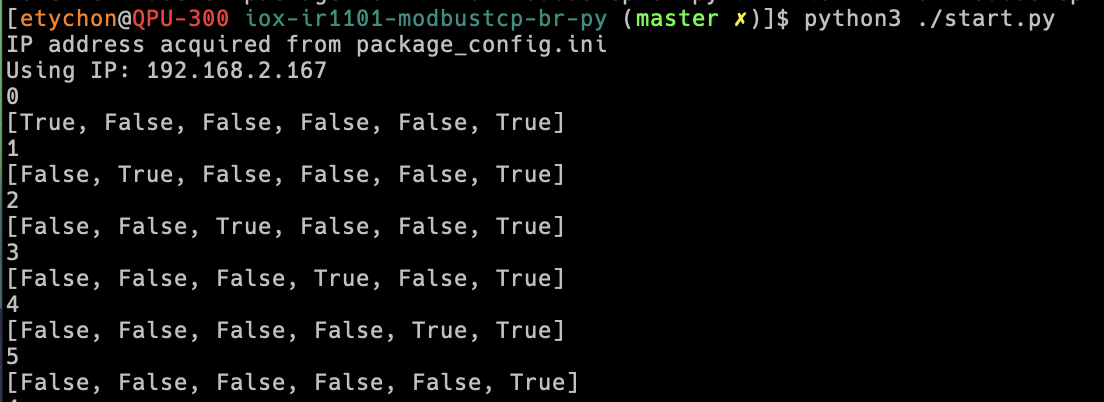 [etychon@QPU-300 iox-ir1101-modbustcp-br-py (master ✗)]$ python3 ./start.py
IP address acquired from package_config.ini
Using IP: 192.168.2.167
0
[True, False, False, False, False, True]
1
[False, True, False, False, False, True]
2
[False, False, True, False, False, True]
3
[False, False, False, True, False, True]
4
[False, False, False, False, True, True]
5
[False, False, False, False, False, True]